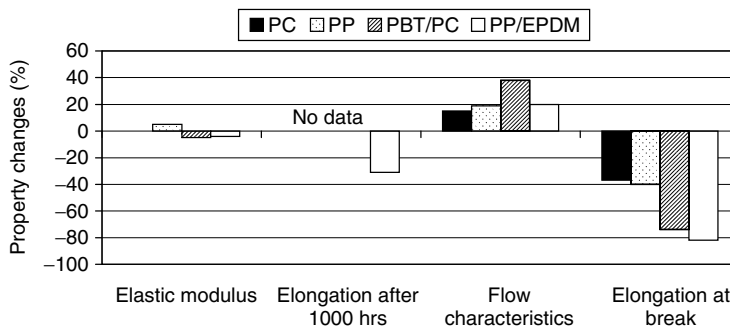 PC PP PBT/PC PP/EPDM
Property changes (%)
60
40
20
0
−20
−40
−60
−80
−100
No data
Elastic modulus
Elongation after
1000 hrs
Flow
characteristics
Elongation at
break